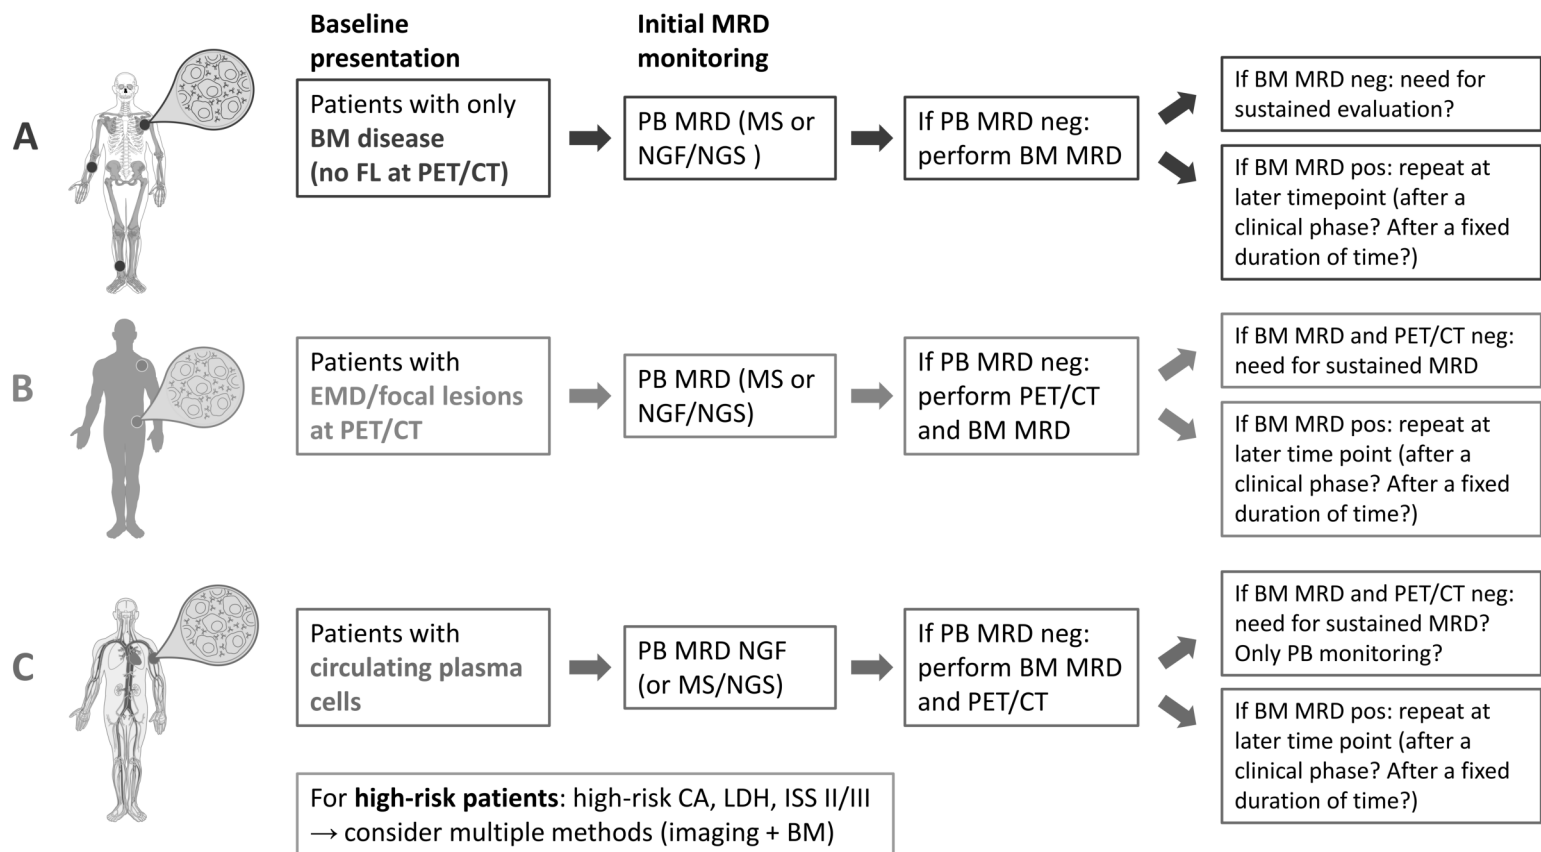 Baseline
presentation
Initial MRD
monitoring
A
Patients with only
BM disease
(no FL at PET/CT)
PB MRD (MS or
NGF/NGS )
If PB MRD neg:
perform BM MRD
If BM MRD neg: need for
sustained evaluation?
If BM MRD pos: repeat at
later timepoint (after a
clinical phase? After a fixed
duration of time?)
B
Patients with
EMD/focal lesions
at PET/CT
PB MRD (MS or
NGF/NGS)
If PB MRD neg:
perform PET/CT
and BM MRD
If BM MRD and PET/CT neg:
need for sustained MRD
If BM MRD pos: repeat at
later time point (after a
clinical phase? After a fixed
duration of time?)
C
Patients with
circulating plasma
cells
PB MRD NGF
(or MS/NGS)
If PB MRD neg:
perform BM MRD
and PET/CT
If BM MRD and PET/CT neg:
need for sustained MRD?
Only PB monitoring?
If BM MRD pos: repeat at
later time point (after a
clinical phase? After a fixed
duration of time?)
For high-risk patients: high-risk CA, LDH, ISS II/III
→ consider multiple methods (imaging + BM)